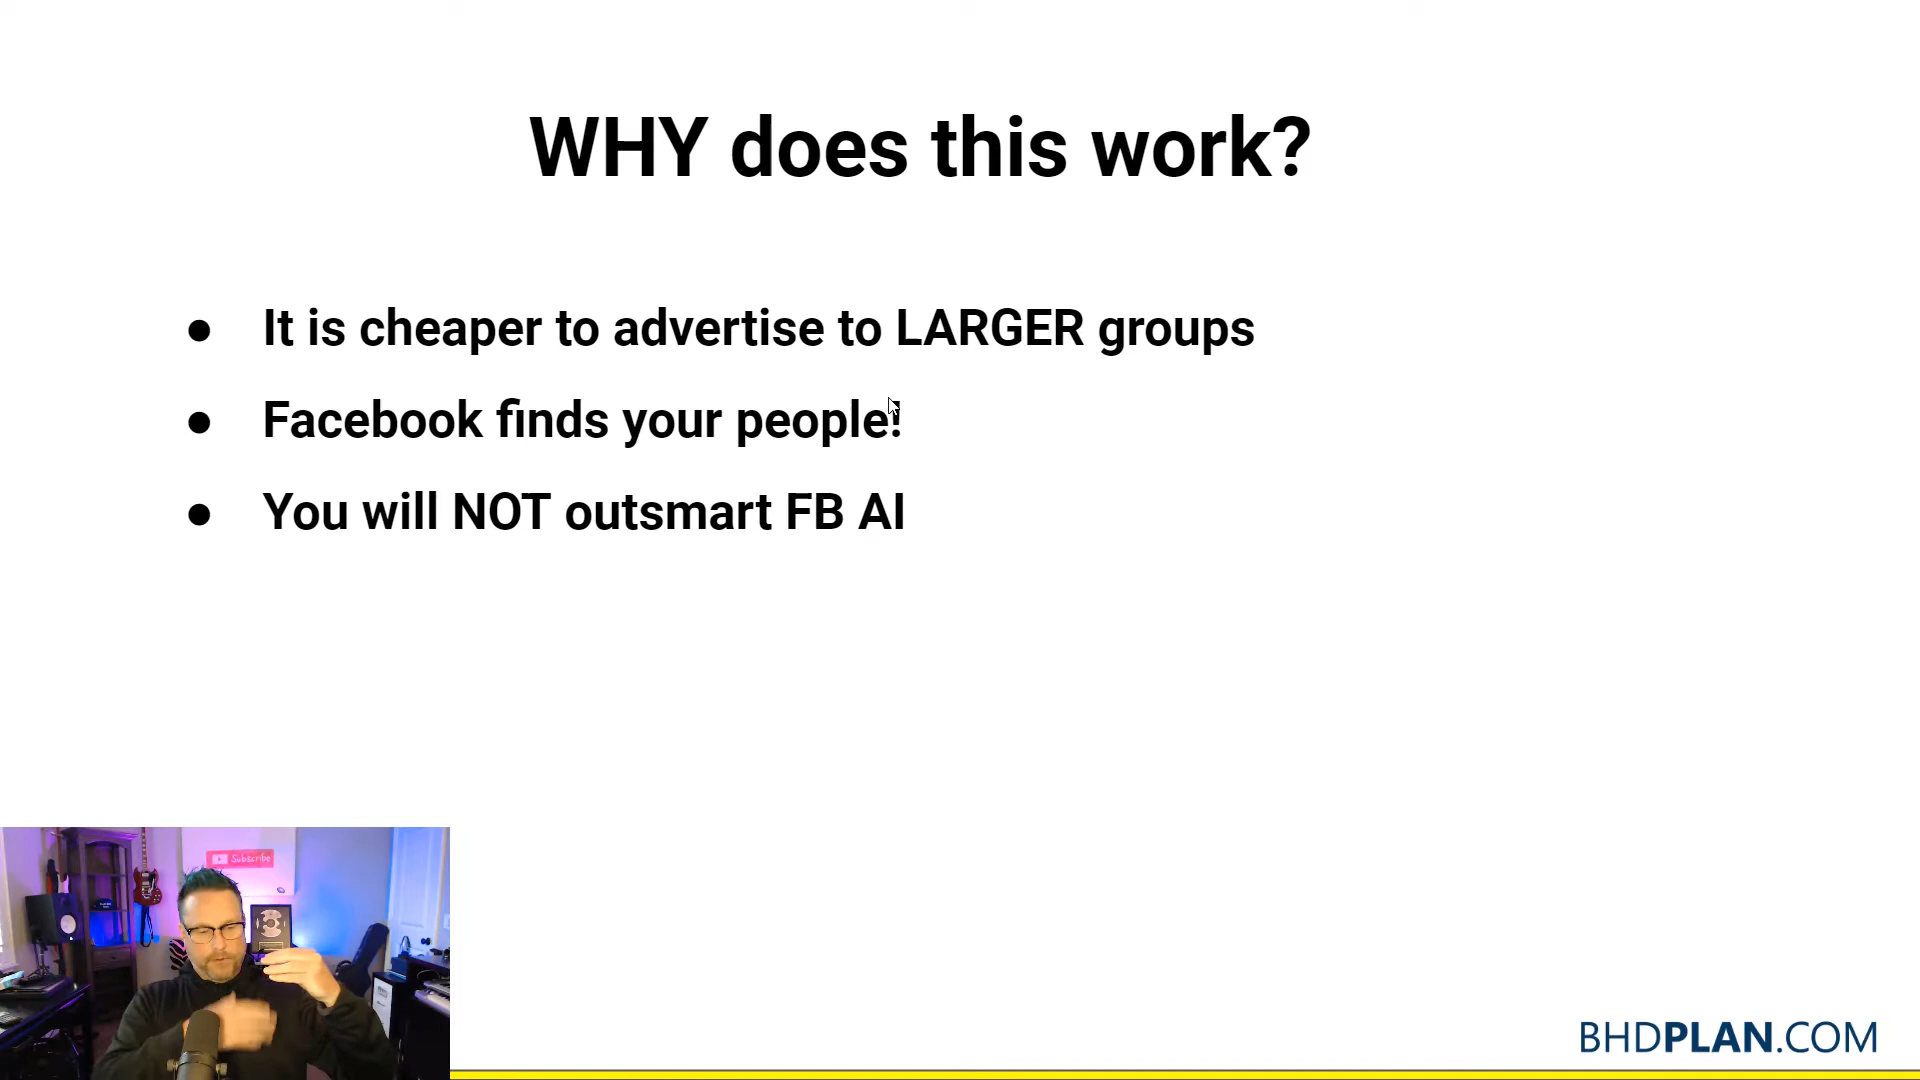 WHY does this work?
● It is cheaper to advertise to LARGER groups
● Facebook finds your people!
● You will NOT outsmart FB AI
Subscribe
BHDPLAN.COM